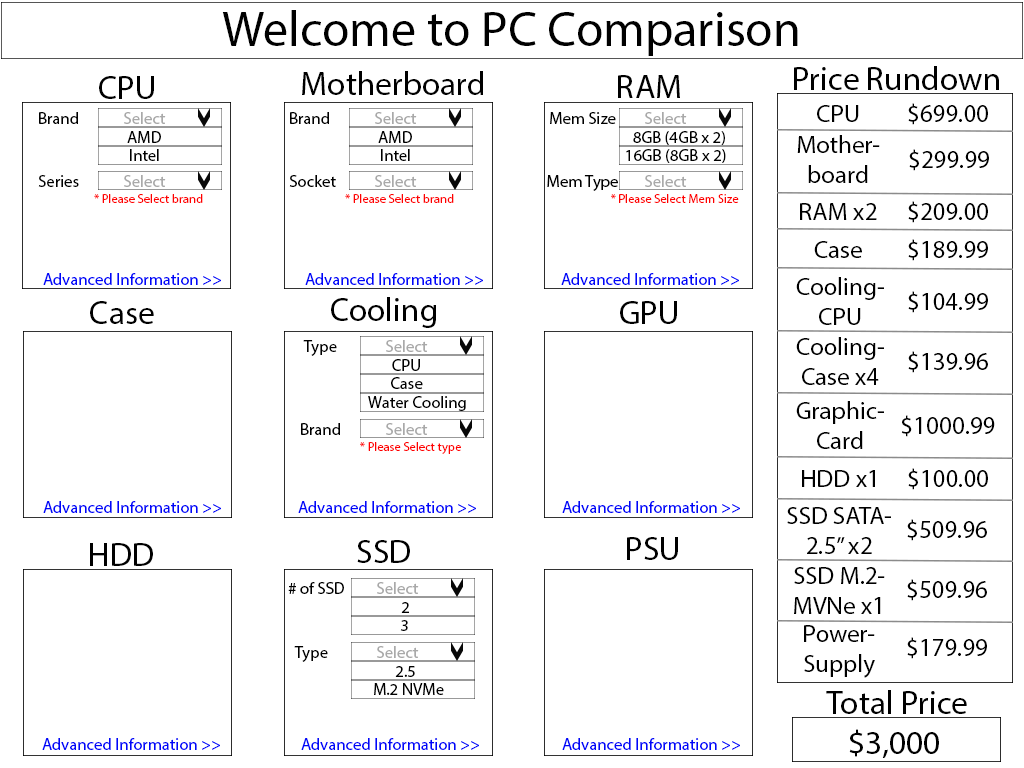 Welcome to PC Comparison
CPU
Brand Select
AMD
Intel
Series Select
* Please Select brand
Advanced Information >>
Motherboard
Brand Select
AMD
Intel
Socket Select
* Please Select brand
Advanced Information >>
RAM
Mem Size Select
8GB (4GB x 2)
16GB (8GB x 2)
Mem Type Select
* Please Select Mem Size
Advanced Information >>
Case
Advanced Information >>
Cooling
Type Select
CPU
Case
Water Cooling
Brand Select
* Please Select type
Advanced Information >>
GPU
Advanced Information >>
HDD
Advanced Information >>
SSD
# of SSD Select
2
3
Type Select
2.5
M.2 NVMe
Advanced Information >>
PSU
Advanced Information >>
Price Rundown
CPU $699.00
Mother-
board $299.99
RAM x2 $209.00
Case $189.99
Cooling-
CPU $104.99
Cooling-
Case x4 $139.96
Graphic-
Card $1000.99
HDD x1 $100.00
SSD SATA-
2.5” x2 $509.96
SSD M.2-
MVNe x1 $509.96
Power-
Supply $179.99
Total Price
$3,000